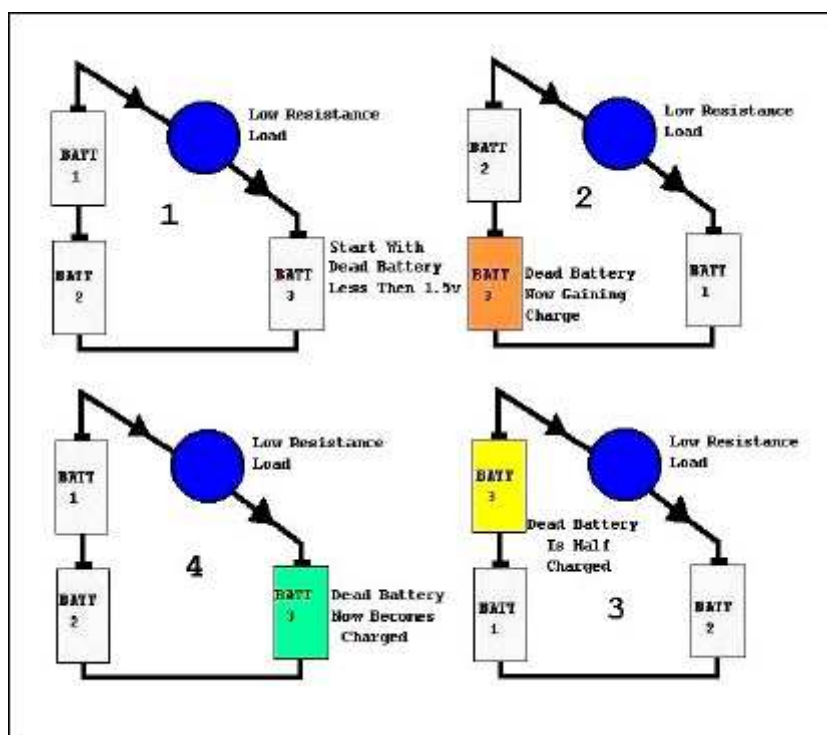 Low Resistance
Load
BATT
1
1
BATT
2
BATT
3
Start With
Dead Battery
Less Then 1.5v
Low Resistance
Load
BATT
2
2
BATT
3
Dead Battery
Now Gaining
Charge
BATT
1
Low Resistance
Load
BATT
1
4
BATT
2
BATT
3
Dead Battery
Now Becomes
Charged
Low Resistance
Load
BATT
3
Dead Battery
Is Half
Charged
BATT
1
3
BATT
2